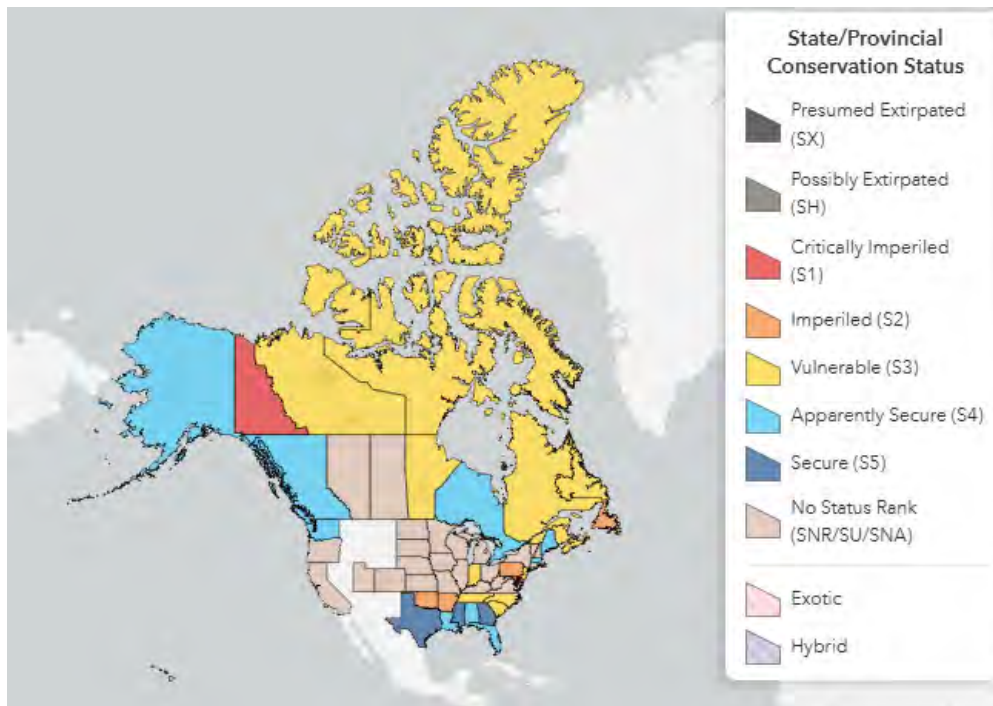 State/Provincial
Conservation Status
Presumed Extirpated
(SX)
Possibly Extirpated
(SH)
Critically Imperiled
(S1)
Imperiled (S2)
Vulnerable (S3)
Apparently Secure (S4)
Secure (S5)
No Status Rank
(SNR/SU/SNA)
Exotic
Hybrid